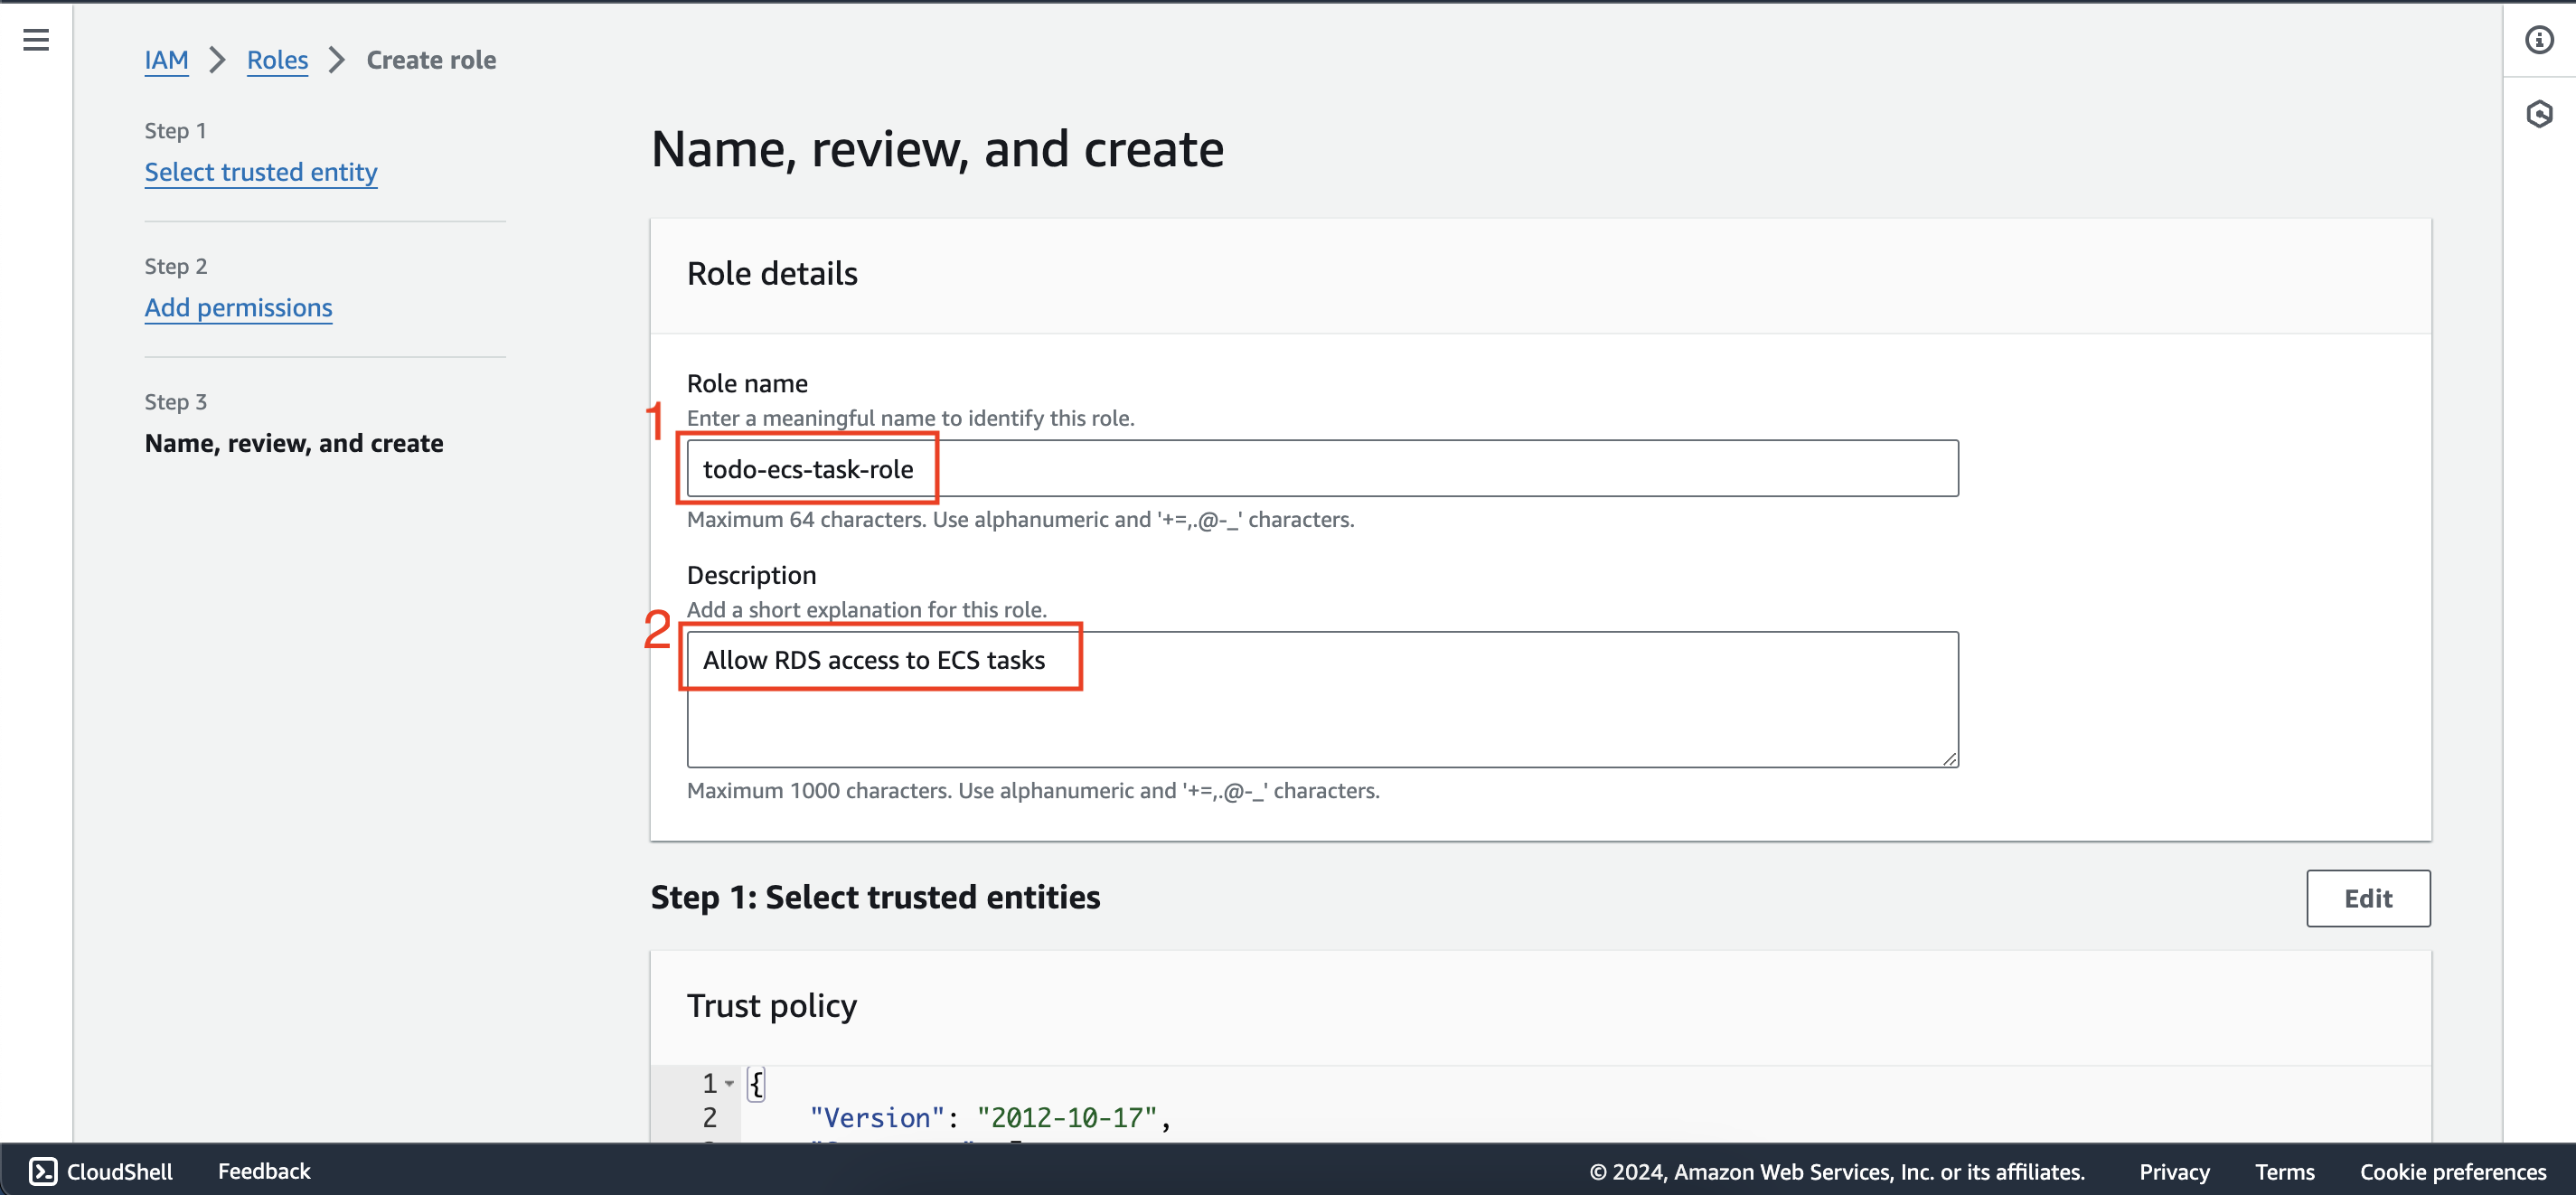 IAM > Roles > Create role
Step 1
Select trusted entity
Step 2
Add permissions
Step 3
Name, review, and create
Name, review, and create
Role details
Role name
1
Enter a meaningful name to identify this role.
todo-ecs-task-role
Maximum 64 characters. Use alphanumeric and '+=,.@-_' characters.
Description
2
Add a short explanation for this role.
Allow RDS access to ECS tasks
Maximum 1000 characters. Use alphanumeric and '+=,.@-_' characters.
Step 1: Select trusted entities
Edit
Trust policy
1 {
2 "Version": "2012-10-17",
CloudShell Feedback © 2024, Amazon Web Services, Inc. or its affiliates. Privacy Terms Cookie preferences